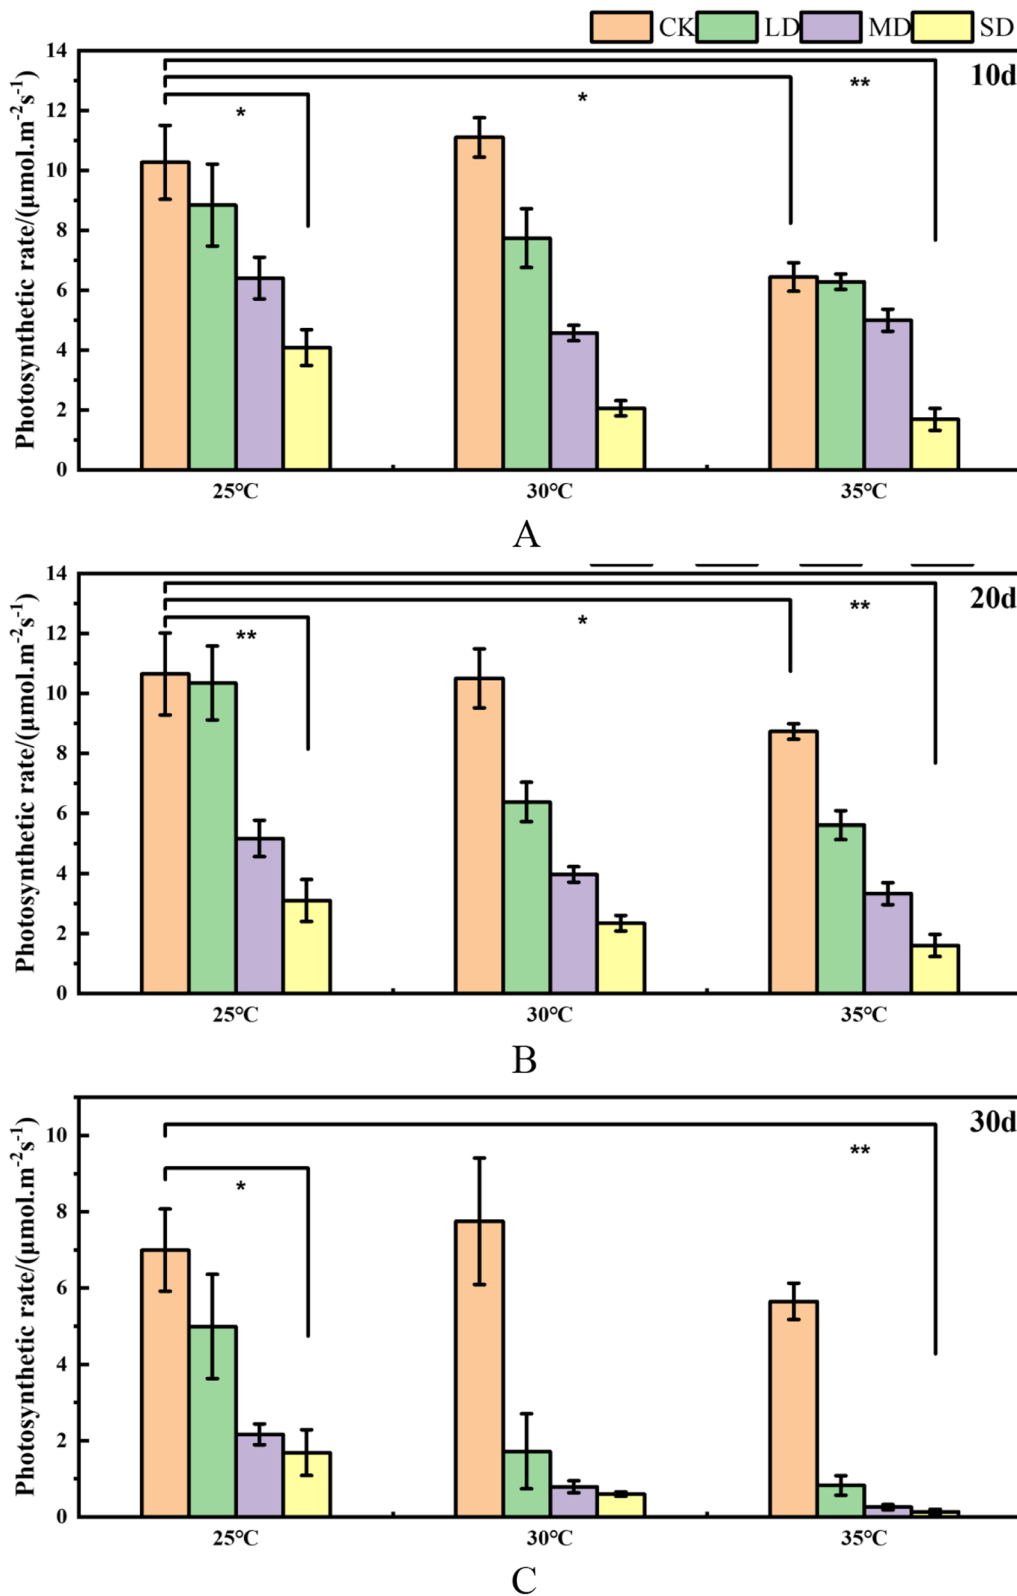 CK LD MD SD
14
12
10
8
6
4
2
0
Photosynthetic rate/(μmol.m⁻²s⁻¹)
10d
* * **
25°C 30°C 35°C
A
14
12
10
8
6
4
2
0
Photosynthetic rate/(μmol.m⁻²s⁻¹)
20d
** * **
25°C 30°C 35°C
B
10
8
6
4
2
0
Photosynthetic rate/(μmol.m⁻²s⁻¹)
30d
* **
25°C 30°C 35°C
C